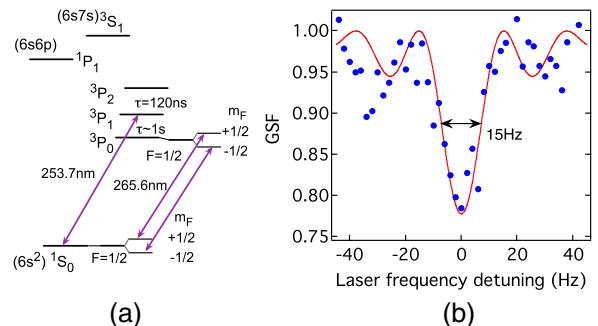 (6s7s)³S₁
(6s6p)
¹P₁
³P₂
τ=120ns
³P₁
τ~1s
³P₀
F=1/2
m_F
+1/2
-1/2
253.7nm
265.6nm
m_F
+1/2
-1/2
(6s²) ¹S₀
F=1/2
(a)
GSF
1.00
0.95
0.90
0.85
0.80
0.75
15Hz
-40 -20 0 20 40
Laser frequency detuning (Hz)
(b)